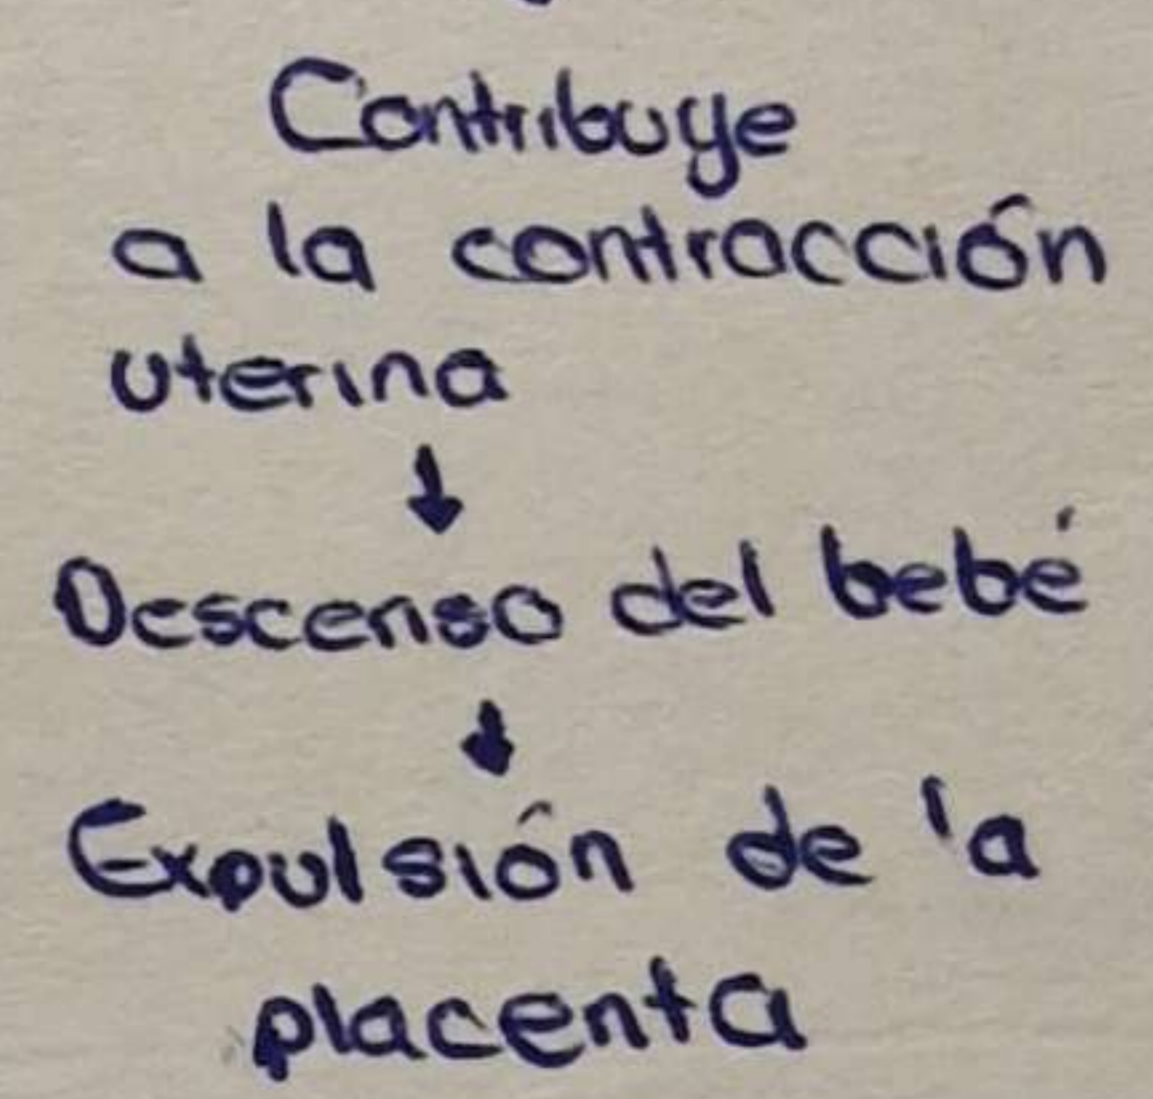 Contribuye
a la contracción
uterina
↓
Descenso del bebé
↓
Expulsión de la
placenta